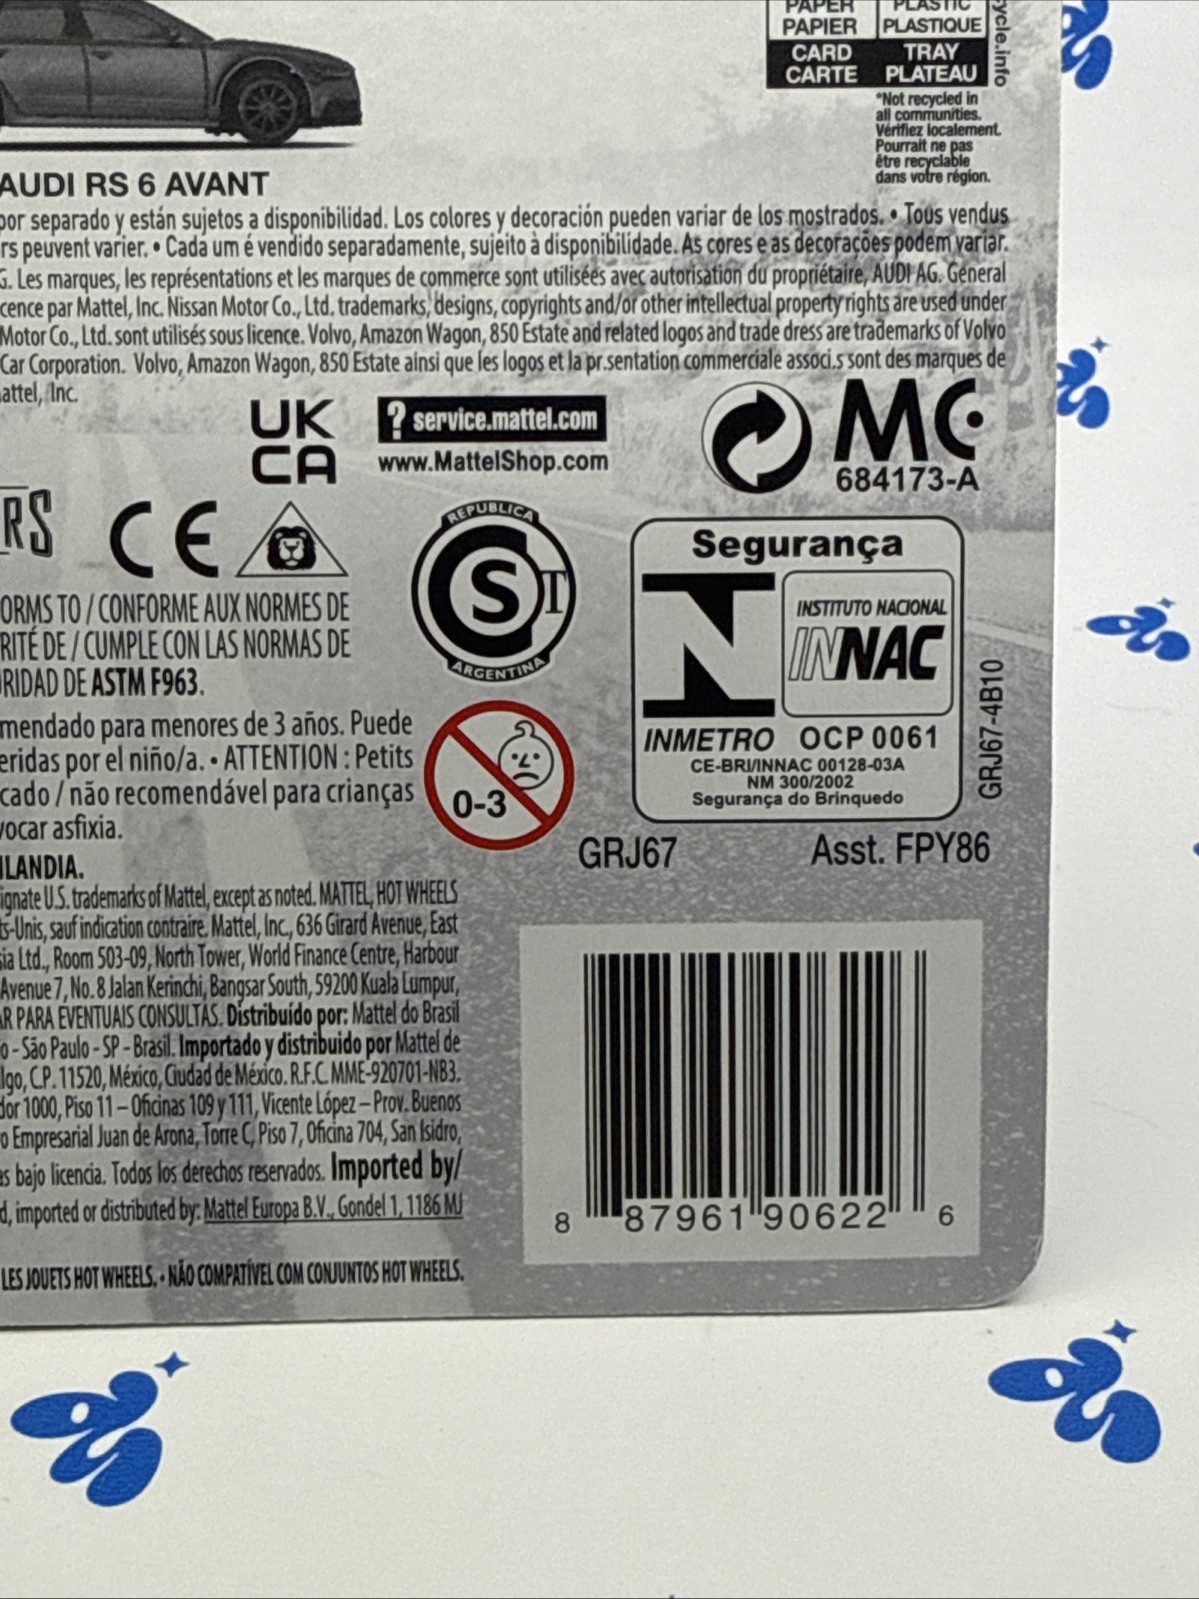 PAPER
PAPIER
PLASTIC
PLASTIQUE
CARD
CARTE
TRAY
PLATEAU
ycle.info
*Not recycled in
all communities.
Vérifiez localement.
Pourrait ne pas
être recyclable
dans votre région.
AUDI RS 6 AVANT
por separado y están sujetos a disponibilidad. Los colores y decoración pueden variar de los mostrados. • Tous vendus
rs peuvent varier. • Cada um é vendido separadamente, sujeito à disponibilidade. As cores e as decorações podem variar.
G. Les marques, les représentations et les marques de commerce sont utilisées avec autorisation du propriétaire, AUDI AG. General
cence par Mattel, Inc. Nissan Motor Co., Ltd. trademarks, designs, copyrights and/or other intellectual property rights are used under
Motor Co., Ltd. sont utilisés sous licence. Volvo, Amazon Wagon, 850 Estate and related logos and trade dress are trademarks of Volvo
Car Corporation. Volvo, Amazon Wagon, 850 Estate ainsi que les logos et la pr.sentation commerciale associ.s sont des marques de
attel, Inc.
UK
CA
? service.mattel.com
www.MattelShop.com
MC
684173-A
RS
CE
REPUBLICA
S
T
ARGENTINA
Segurança
INSTITUTO NACIONAL
INNAC
INMETRO OCP 0061
CE-BRI/INNAC 00128-03A
NM 300/2002
Segurança do Brinquedo
GRJ67-4B10
ORMS TO / CONFORME AUX NORMES DE
RITÉ DE / CUMPLE CON LAS NORMAS DE
RIDAD DE ASTM F963.
mendado para menores de 3 años. Puede
eridas por el niño/a. • ATTENTION : Petits
cado / não recomendável para crianças
vocar asfixia.
0-3
GRJ67
Asst. FPY86
ILANDIA.
ignate U.S. trademarks of Mattel, except as noted. MATTEL, HOT WHEELS
ts-Unis, sauf indication contraire. Mattel, Inc., 636 Girard Avenue, East
sia Ltd., Room 503-09, North Tower, World Finance Centre, Harbour
Avenue 7, No. 8 Jalan Kerinchi, Bangsar South, 59200 Kuala Lumpur,
AR PARA EVENTUAIS CONSULTAS. Distribuído por: Mattel do Brasil
o - São Paulo - SP - Brasil. Importado y distribuido por Mattel de
lgo, C.P. 11520, México, Ciudad de México. R.F.C. MME-920701-NB3.
dor 1000, Piso 11 – Oficinas 109 y 111, Vicente López – Prov. Buenos
o Empresarial Juan de Arona, Torre C, Piso 7, Oficina 704, San Isidro,
as bajo licencia. Todos los derechos reservados. Imported by/
d, imported or distributed by: Mattel Europa B.V., Gondel 1, 1186 MJ
LES JOUETS HOT WHEELS. • NÃO COMPATÍVEL COM CONJUNTOS HOT WHEELS.
8 87961 90622 6